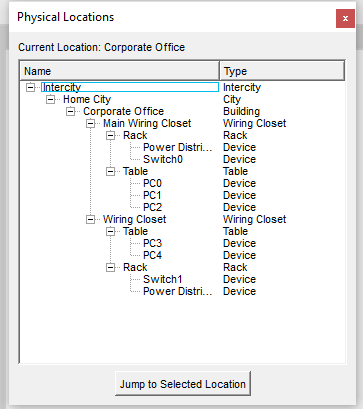 Physical Locations x
Current Location: Corporate Office
Name Type
Intercity Intercity
Home City City
Corporate Office Building
Main Wiring Closet Wiring Closet
Rack Rack
Power Distri... Device
Switch0 Device
Table Table
PC0 Device
PC1 Device
PC2 Device
Wiring Closet Wiring Closet
Table Table
PC3 Device
PC4 Device
Rack Rack
Switch1 Device
Power Distri... Device
Jump to Selected Location